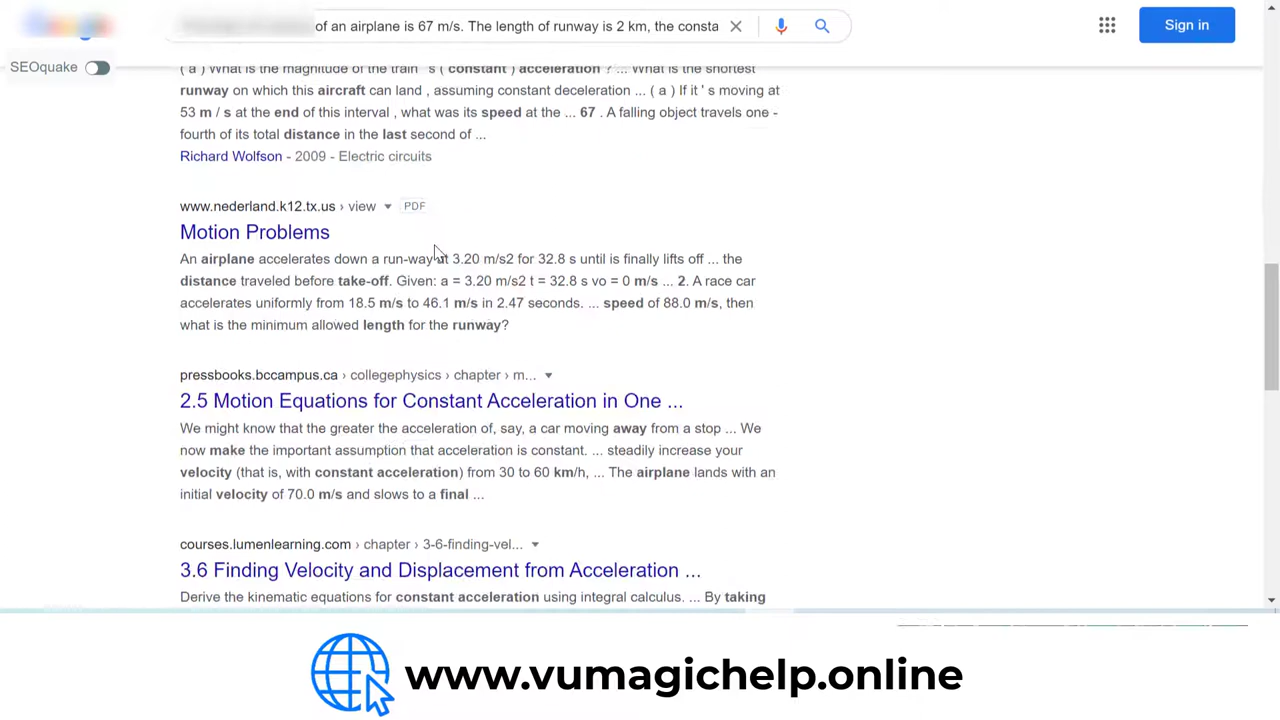 of an airplane is 67 m/s. The length of runway is 2 km, the consta
Sign in
SEOquake
( a ) What is the magnitude of the train ' s ( constant ) acceleration ? ... What is the shortest
runway on which this aircraft can land , assuming constant deceleration ... ( a ) If it ' s moving at
53 m / s at the end of this interval , what was its speed at the ... 67 . A falling object travels one -
fourth of its total distance in the last second of ...
Richard Wolfson - 2009 - Electric circuits
www.nederland.k12.tx.us › view PDF
Motion Problems
An airplane accelerates down a run-way at 3.20 m/s2 for 32.8 s until is finally lifts off ... the
distance traveled before take-off. Given: a = 3.20 m/s2 t = 32.8 s vo = 0 m/s ... 2. A race car
accelerates uniformly from 18.5 m/s to 46.1 m/s in 2.47 seconds. ... speed of 88.0 m/s, then
what is the minimum allowed length for the runway?
pressbooks.bccampus.ca › collegephysics › chapter › m...
2.5 Motion Equations for Constant Acceleration in One ...
We might know that the greater the acceleration of, say, a car moving away from a stop ... We
now make the important assumption that acceleration is constant. ... steadily increase your
velocity (that is, with constant acceleration) from 30 to 60 km/h, ... The airplane lands with an
initial velocity of 70.0 m/s and slows to a final ...
courses.lumenlearning.com › chapter › 3-6-finding-vel...
3.6 Finding Velocity and Displacement from Acceleration ...
Derive the kinematic equations for constant acceleration using integral calculus. ... By taking
www.vumagichelp.online